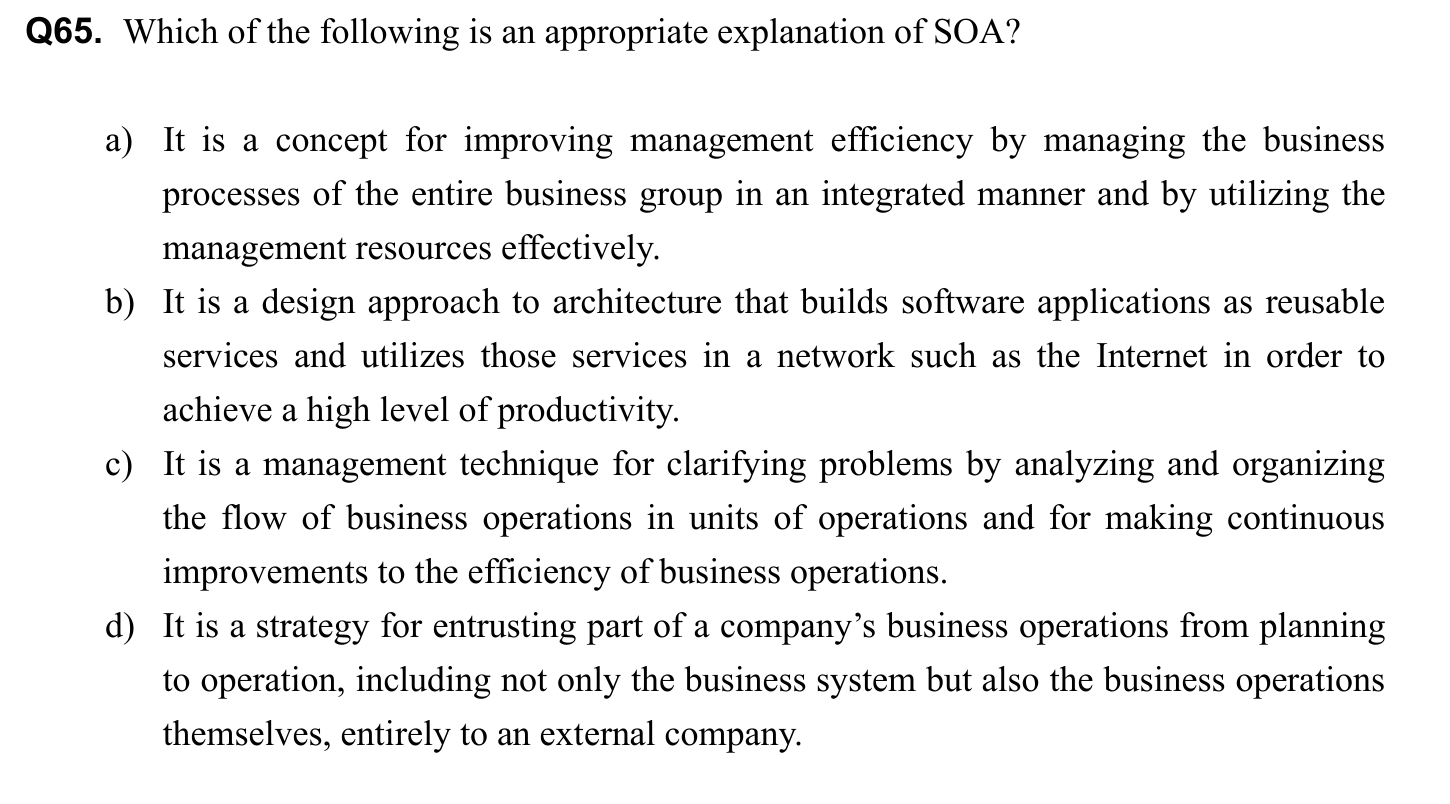 Q65. Which of the following is an appropriate explanation of SOA?
a) It is a concept for improving management efficiency by managing the business
processes of the entire business group in an integrated manner and by utilizing the
management resources effectively.
b) It is a design approach to architecture that builds software applications as reusable
services and utilizes those services in a network such as the Internet in order to
achieve a high level of productivity.
c) It is a management technique for clarifying problems by analyzing and organizing
the flow of business operations in units of operations and for making continuous
improvements to the efficiency of business operations.
d) It is a strategy for entrusting part of a company’s business operations from planning
to operation, including not only the business system but also the business operations
themselves, entirely to an external company.